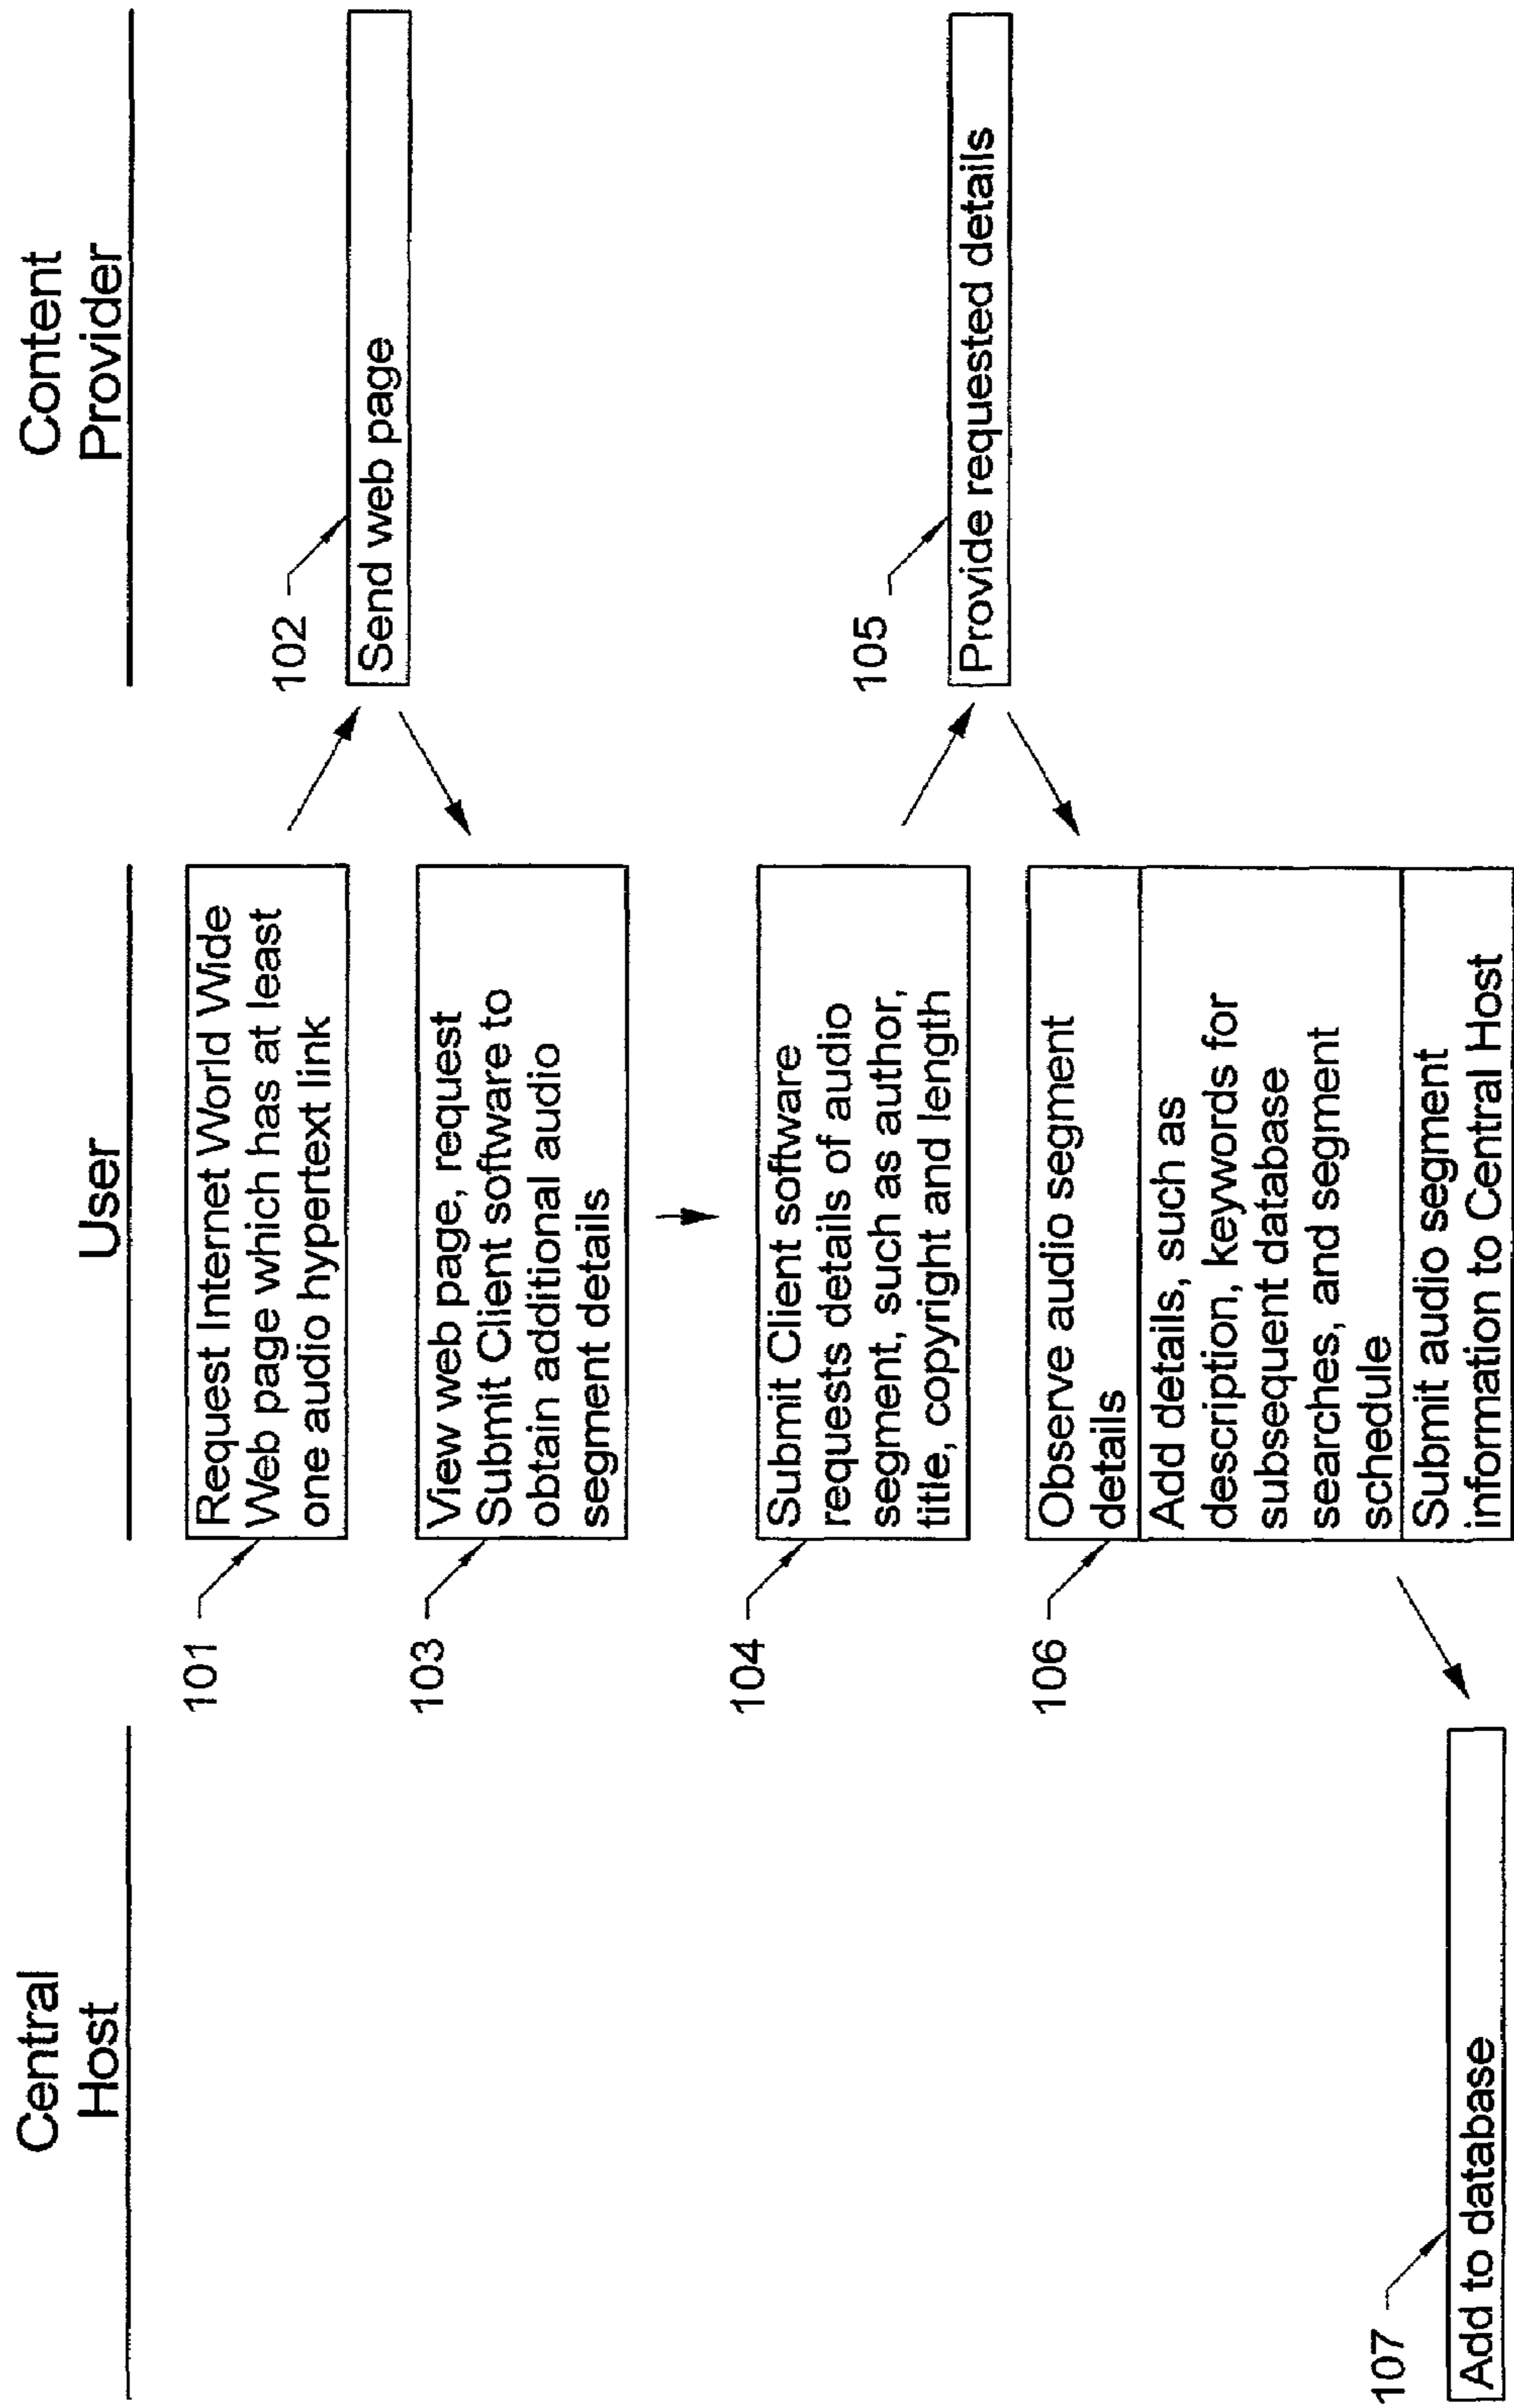 Central
Host
User
Content
Provider
101
Request Internet World Wide
Web page which has at least
one audio hypertext link
102
Send web page
103
View web page, request
Submit Client software to
obtain additional audio
segment details
104
Submit Client software
requests details of audio
segment, such as author,
title, copyright and length
105
Provide requested details
106
Observe audio segment
details
Add details, such as
description, keywords for
subsequent database
searches, and segment
schedule
Submit audio segment
information to Central Host
107
Add to database